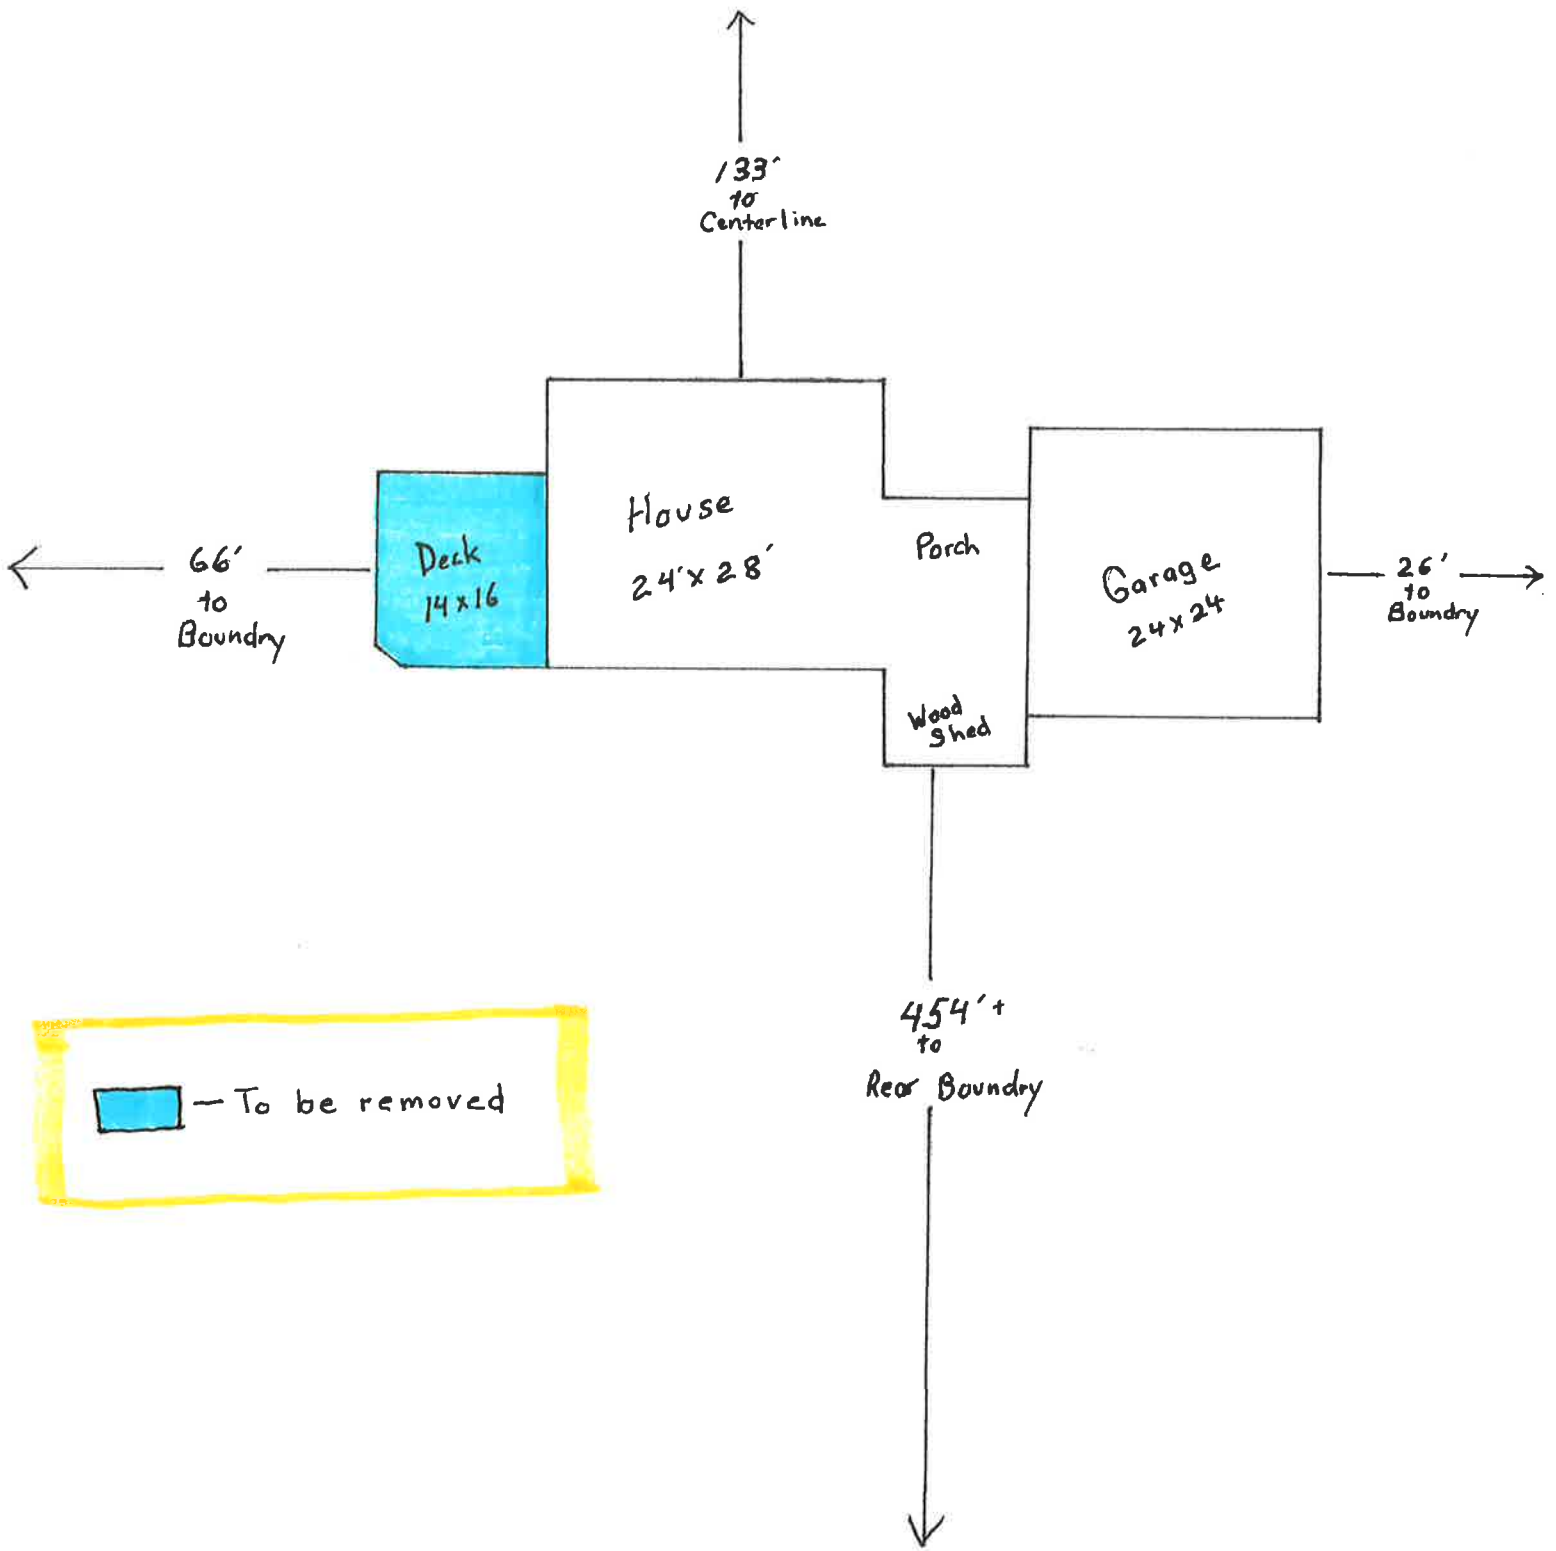 133′
to
Centerline
House
24′x28′
Porch
Deck
14x16
Garage
24x24
66′
to
Boundry
26′
to
Boundry
Wood
Shed
454′+
to
Rear Boundry
— To be removed